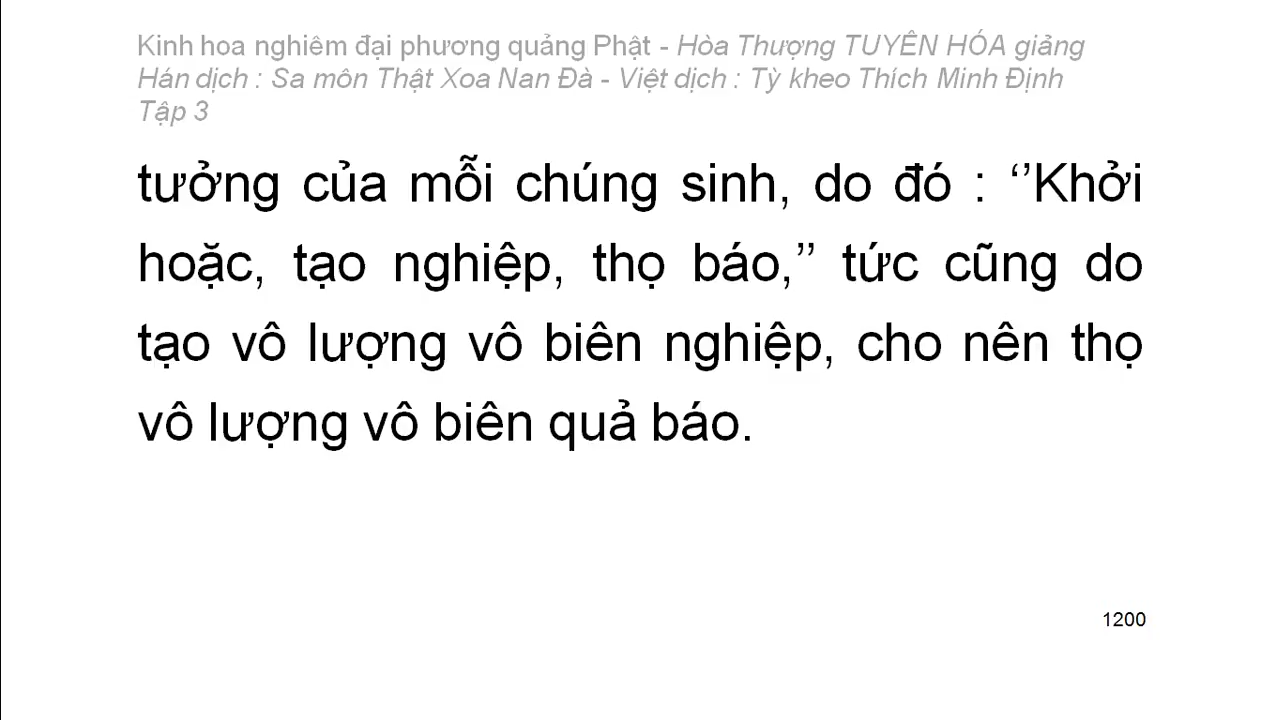 Kinh hoa nghiêm đại phương quảng Phật - Hòa Thượng TUYÊN HÓA giảng
Hán dịch : Sa môn Thật Xoa Nan Đà - Việt dịch : Tỳ kheo Thích Minh Định
Tập 3
tưởng của mỗi chúng sinh, do đó : ‘’Khởi
hoặc, tạo nghiệp, thọ báo,’’ tức cũng do
tạo vô lượng vô biên nghiệp, cho nên thọ
vô lượng vô biên quả báo.
1200